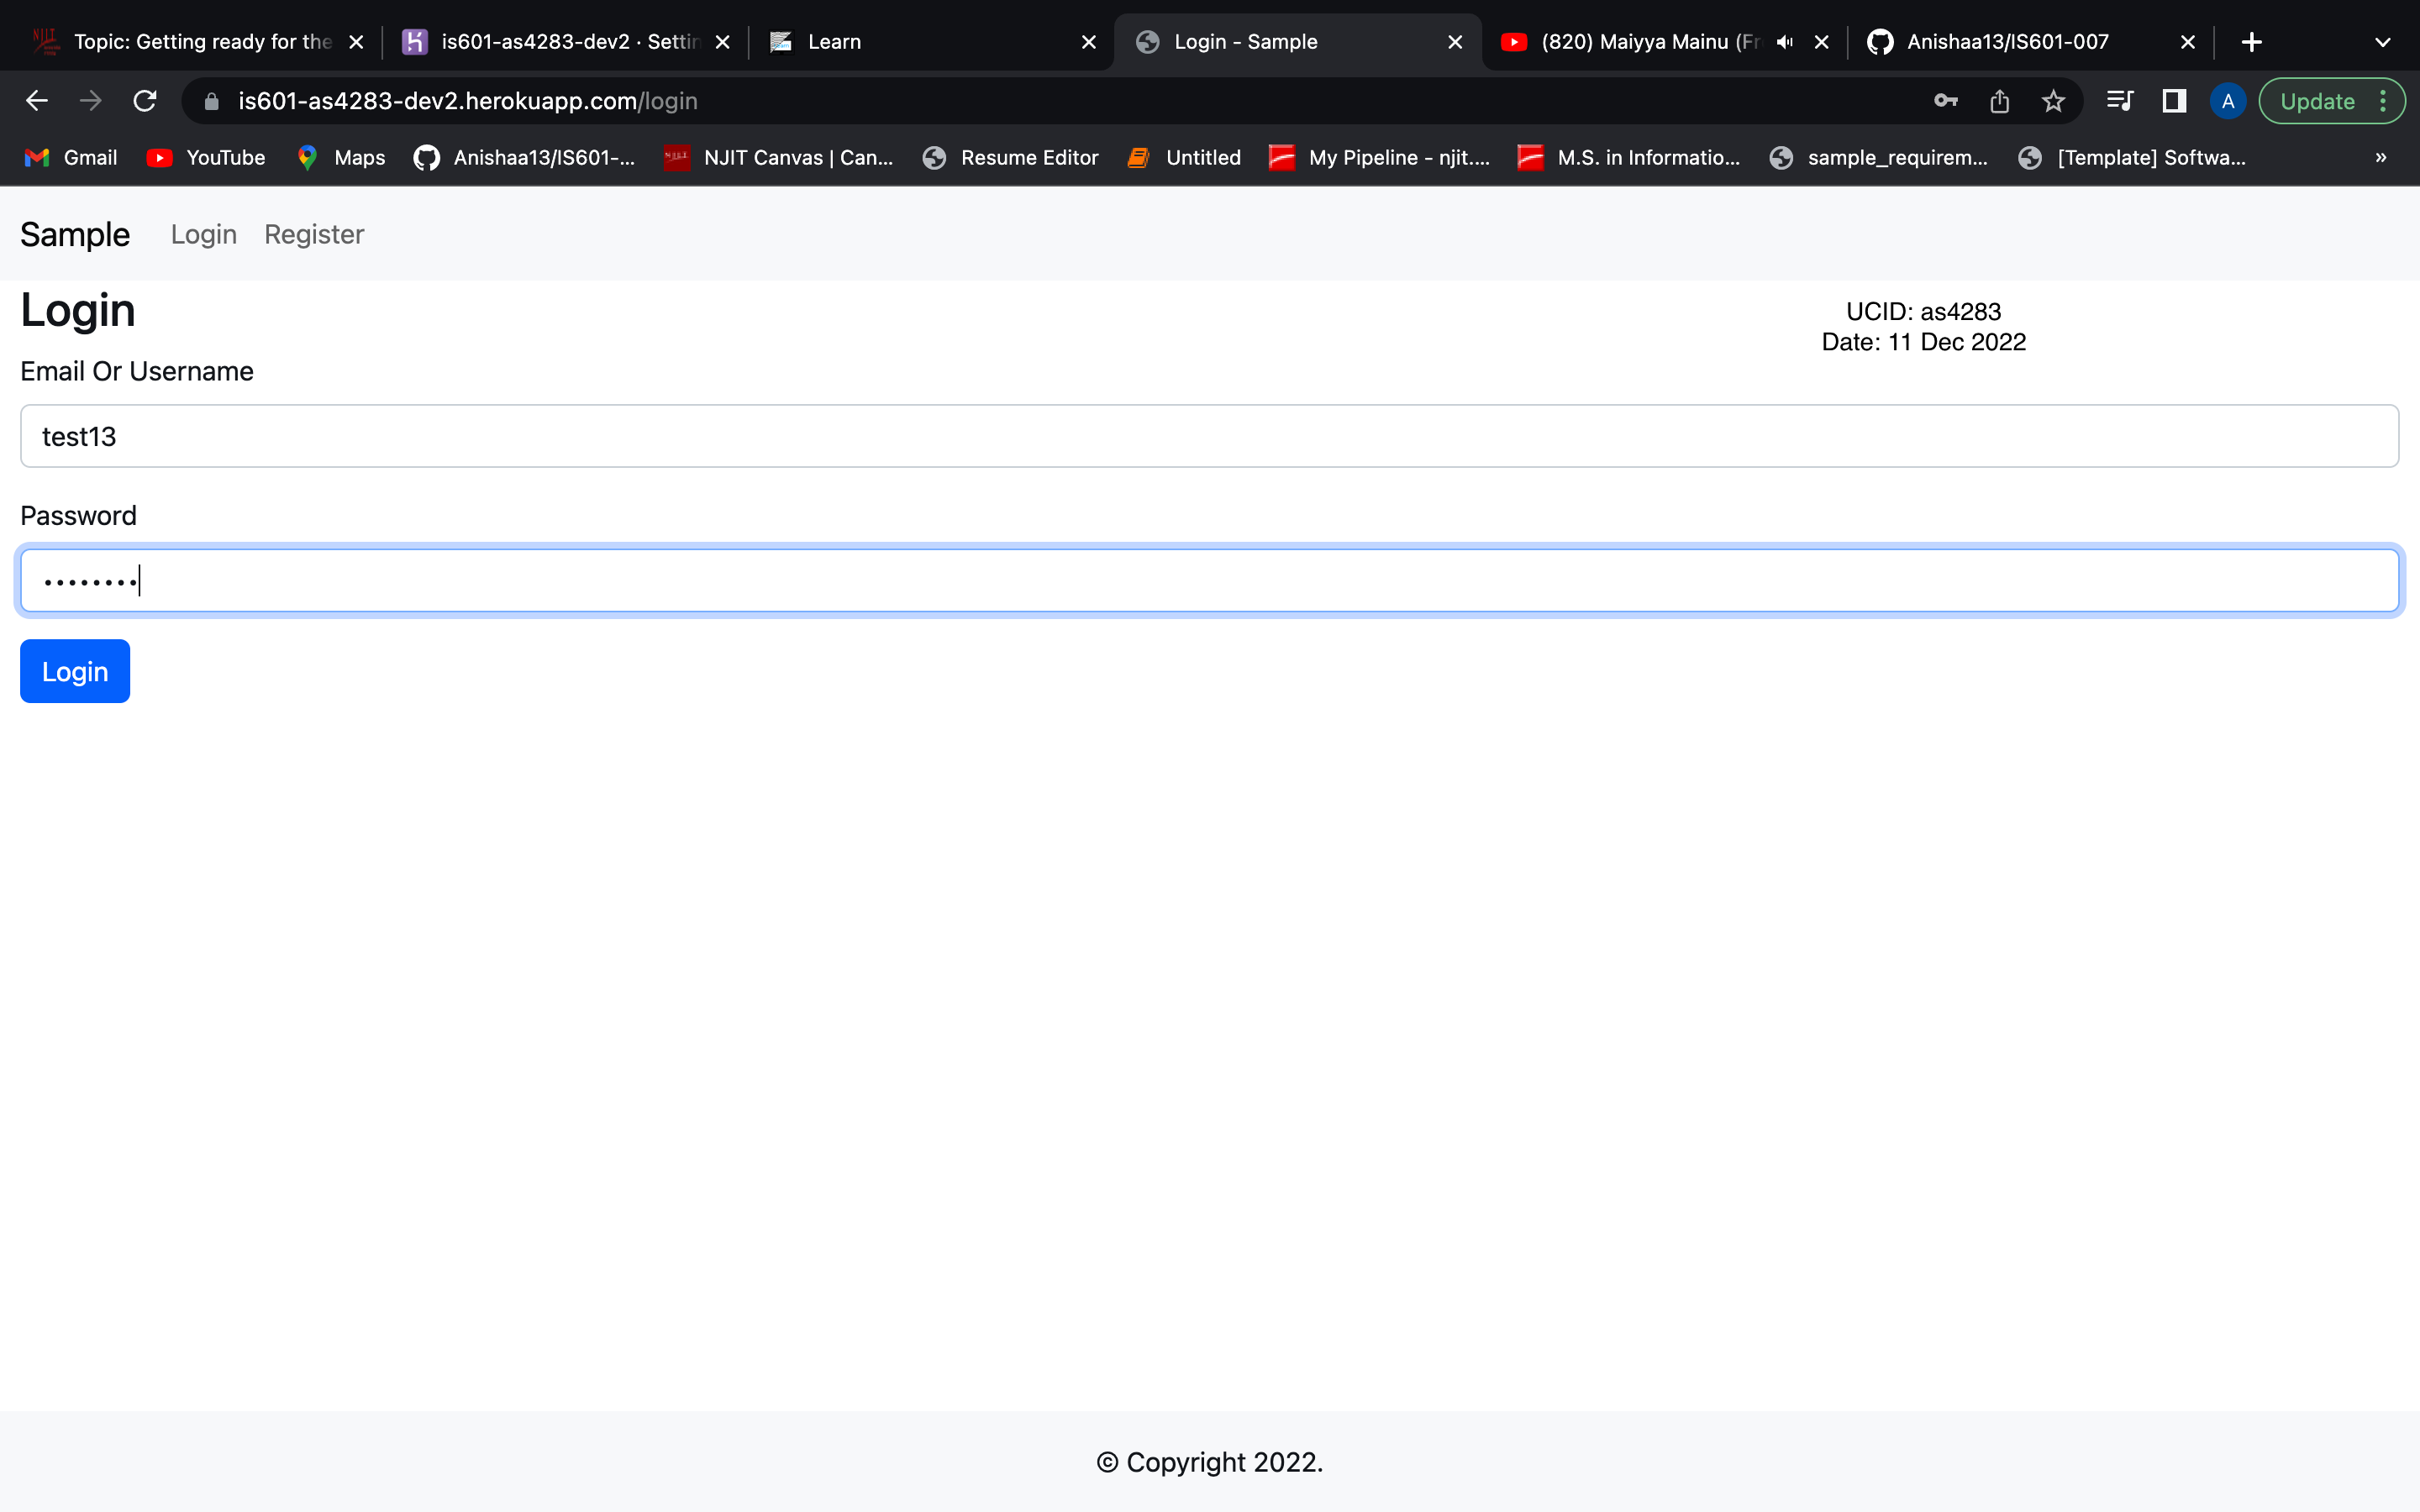 Topic: Getting ready for the
is601-as4283-dev2 · Settin
Learn
Login - Sample
(820) Maiyya Mainu (Fr
Anishaa13/IS601-007
is601-as4283-dev2.herokuapp.com/login
A
Update
Gmail
YouTube
Maps
Anishaa13/IS601-...
NJIT Canvas | Can...
Resume Editor
Untitled
My Pipeline - njit....
M.S. in Informatio...
sample_requirem...
[Template] Softwa...
»
Sample
Login
Register
Login
UCID: as4283
Date: 11 Dec 2022
Email Or Username
test13
Password
••••••••
Login
© Copyright 2022.